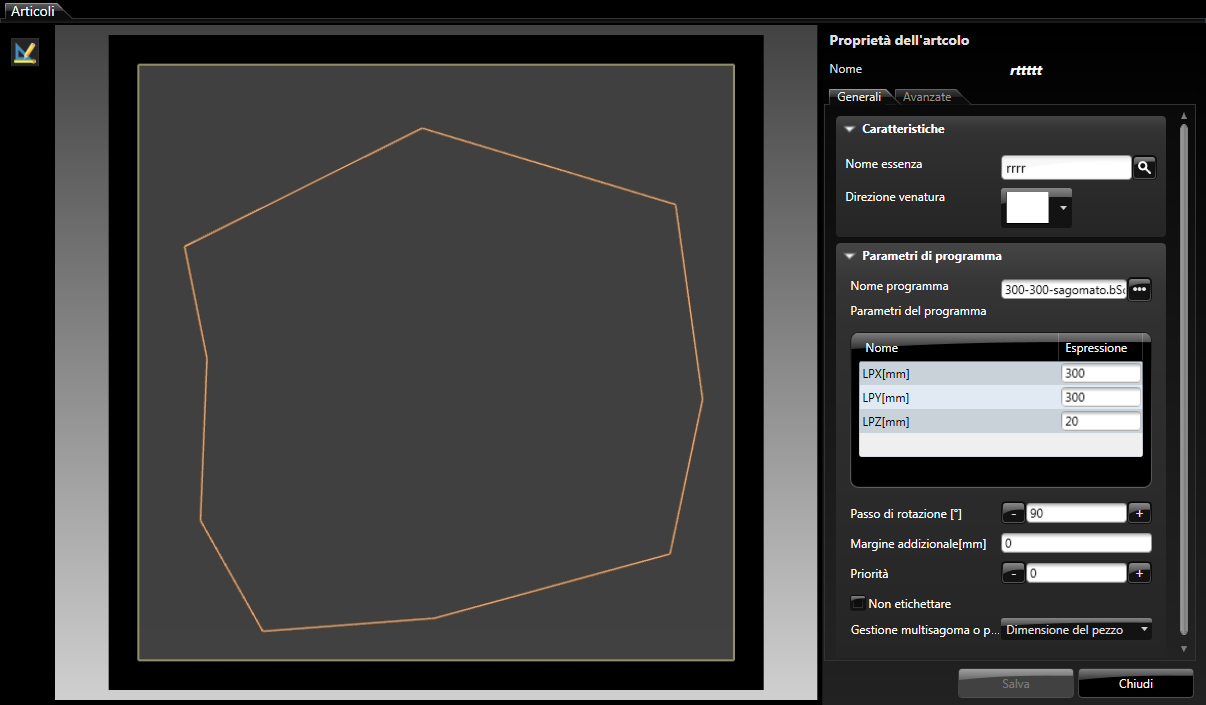 Articoli
Proprietà dell'artcolo
Nome rttttt
Generali Avanzate
Caratteristiche
Nome essenza rrrr
Direzione venatura
Parametri di programma
Nome programma 300-300-sagomato.bSo
Parametri del programma
Nome Espressione
LPX[mm] 300
LPY[mm] 300
LPZ[mm] 20
Passo di rotazione [°] - 90 +
Margine addizionale[mm] 0
Priorità - 0 +
Non etichettare
Gestione multisagoma o p... Dimensione del pezzo
Salva Chiudi